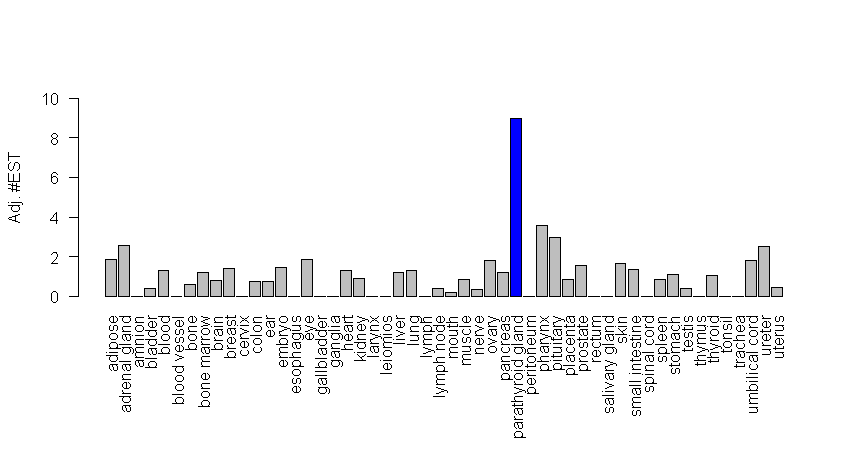 10
8
6
4
2
0
Adj. #EST
adipose
adrenal gland
amnion
bladder
blood
blood vessel
bone
bone marrow
brain
breast
cervix
colon
ear
embryo
esophagus
eye
gallbladder
ganglia
heart
kidney
larynx
leiomios
liver
lung
lymph
lymph node
mouth
muscle
nerve
ovary
pancreas
parathyroid gland
peritoneum
pharynx
pituitary
placenta
prostate
rectum
salivary gland
skin
small intestine
spinal cord
spleen
stomach
testis
thymus
thyroid
tonsil
trachea
umbilical cord
ureter
uterus